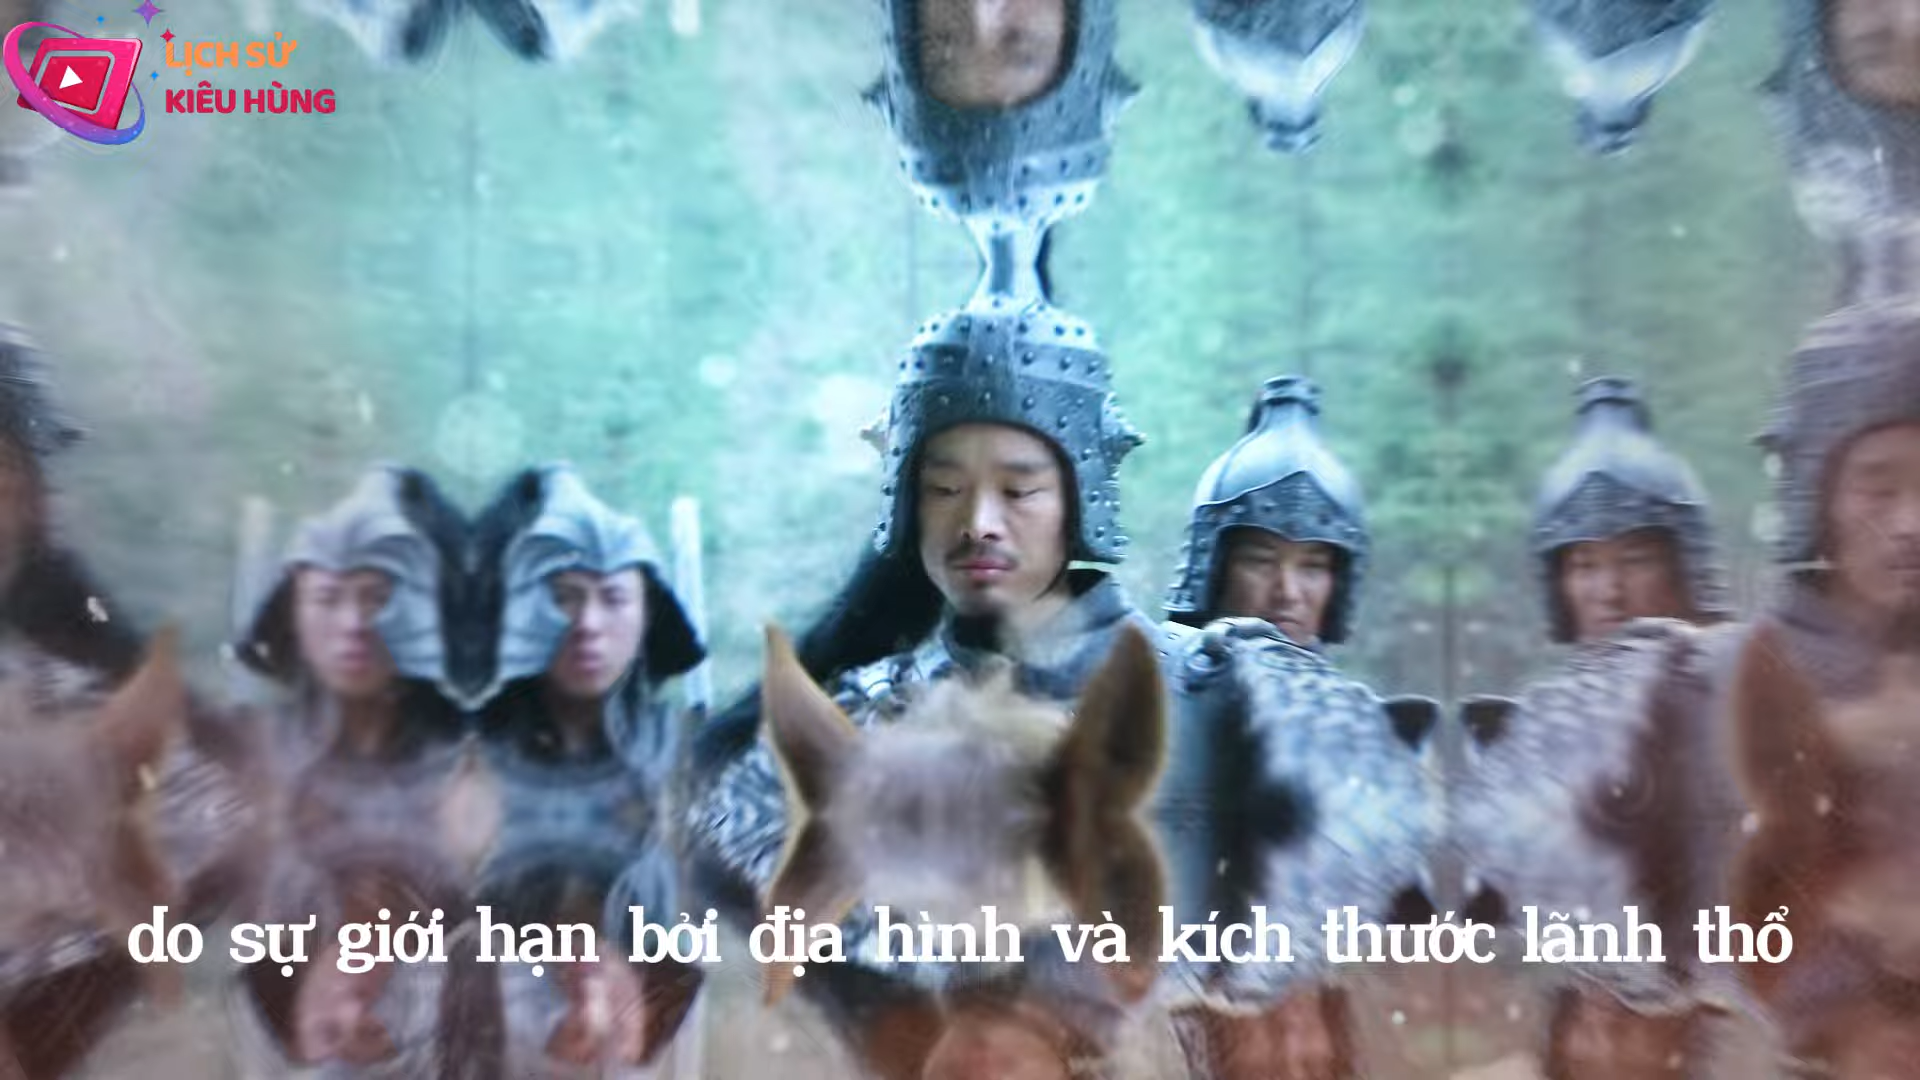 LỊCH SỬ
KIÊU HÙNG
do sự giới hạn bởi địa hình và kích thước lãnh thổ